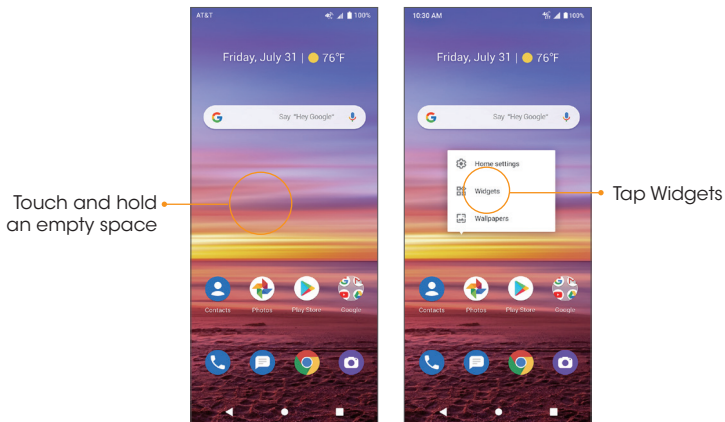 AT&T
100%
Friday, July 31 | 76°F
Say "Hey Google"
Touch and hold
an empty space
Contacts
Photos
Play Store
Google
10:30 AM
100%
Friday, July 31 | 76°F
Say "Hey Google"
Home settings
Widgets
Wallpapers
Tap Widgets
Contacts
Photos
Play Store
Google